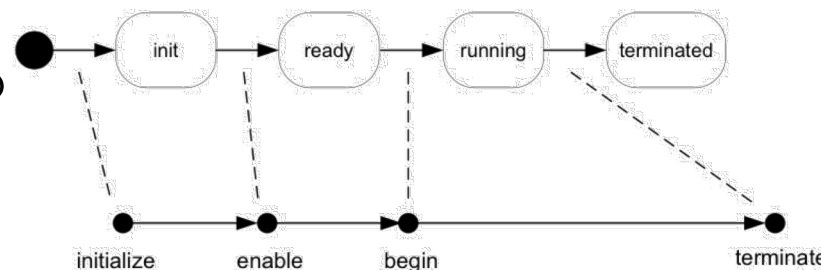 init ready running terminated
initialize enable begin terminate